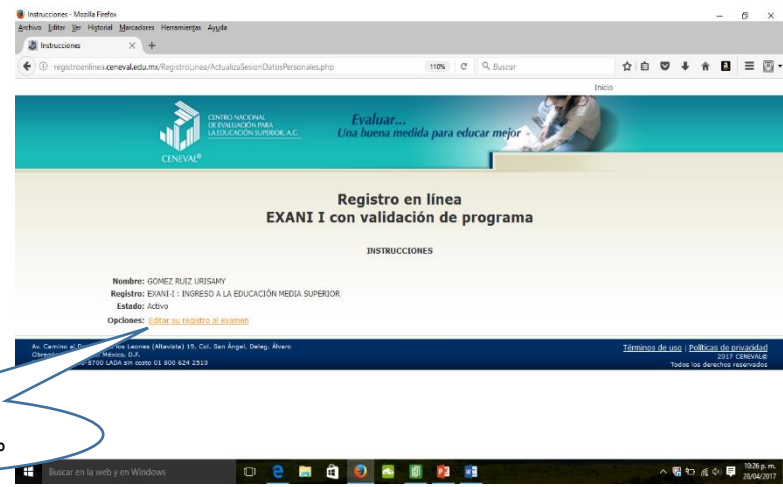 Instrucciones - Mozilla Firefox
Archivo Editar Ver Historial Marcadores Herramientas Ayuda
Instrucciones
registroenlinea.ceneval.edu.mx/RegistroLinea/ActualizaSesionDatosPersonales.php
110%
Buscar
Inicio
CENTRO NACIONAL
DE EVALUACIÓN PARA
LA EDUCACIÓN SUPERIOR, A.C.
CENEVAL®
Evaluar...
Una buena medida para educar mejor
Registro en línea
EXANI I con validación de programa
INSTRUCCIONES
Nombre: GOMEZ RUIZ URISAMY
Registro: EXANI-I : INGRESO A LA EDUCACIÓN MEDIA SUPERIOR
Estado: Activo
Opciones: Editar su registro al examen
Av. Camino al los Leones (Altavista) 19, Col. San Ángel, Deleg. Álvaro
Obreg México, D.F.
8700 LADA sin costo 01 800 624 2510
Términos de uso | Políticas de privacidad
2017 CENEVAL®
Todos los derechos reservados
o
Buscar en la web y en Windows
10:26 p. m.
28/04/2017